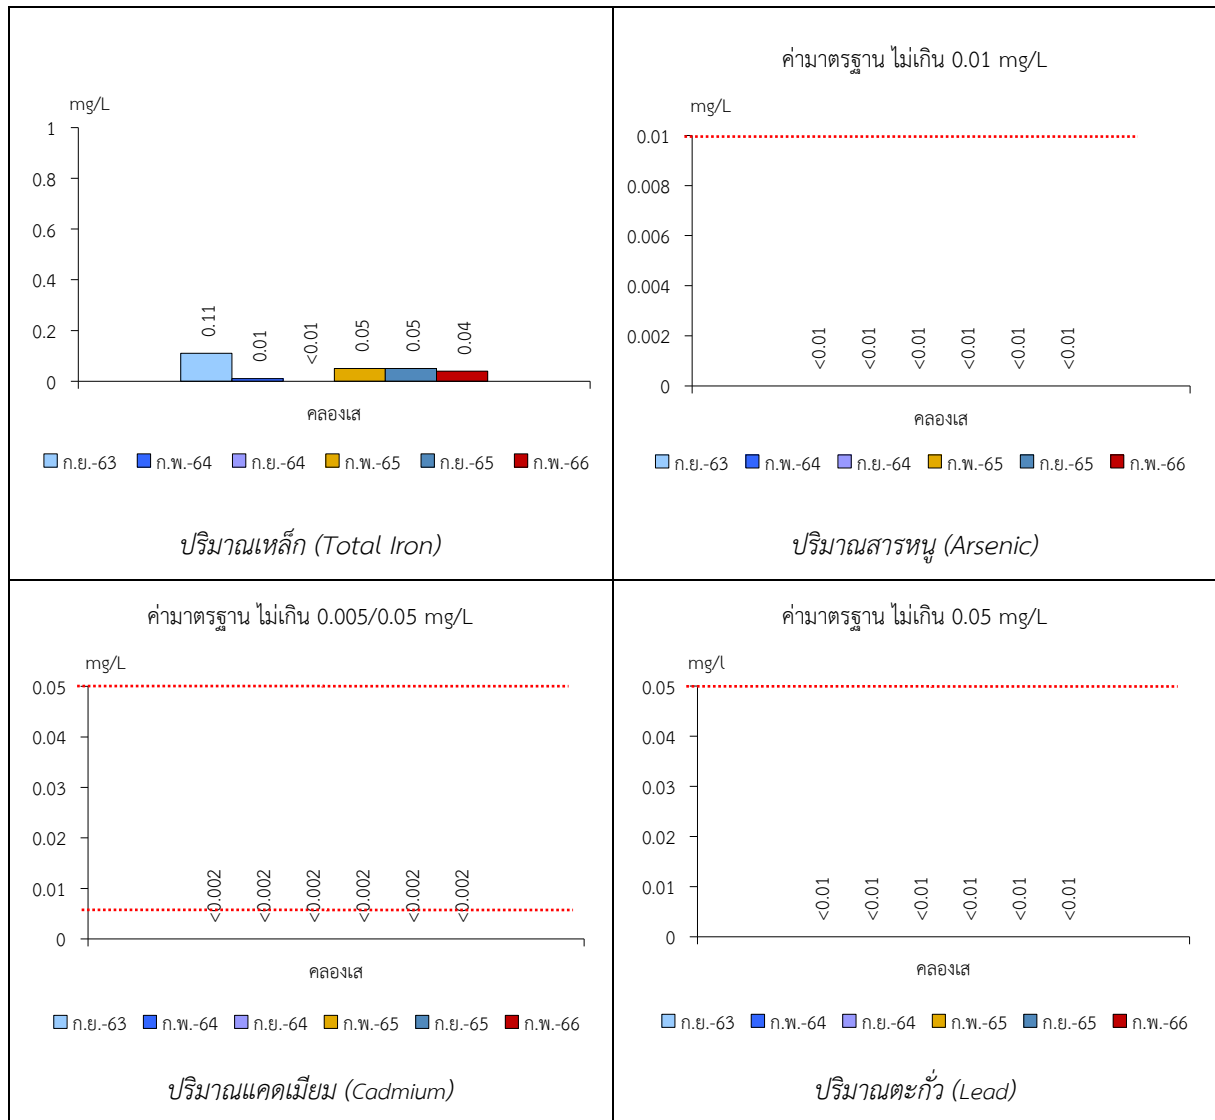 mg/L
1
0.8
0.6
0.4
0.2
0
0.11
0.01
<0.01
0.05
0.05
0.04
คลองเส
ก.ย.-63 ก.พ.-64 ก.ย.-64 ก.พ.-65 ก.ย.-65 ก.พ.-66
ปริมาณเหล็ก (Total Iron)
ค่ามาตรฐาน ไม่เกิน 0.01 mg/L
mg/L
0.01
0.008
0.006
0.004
0.002
0
<0.01
<0.01
<0.01
<0.01
<0.01
<0.01
คลองเส
ก.ย.-63 ก.พ.-64 ก.ย.-64 ก.พ.-65 ก.ย.-65 ก.พ.-66
ปริมาณสารหนู (Arsenic)
ค่ามาตรฐาน ไม่เกิน 0.005/0.05 mg/L
mg/L
0.05
0.04
0.03
0.02
0.01
0
<0.002
<0.002
<0.002
<0.002
<0.002
<0.002
คลองเส
ก.ย.-63 ก.พ.-64 ก.ย.-64 ก.พ.-65 ก.ย.-65 ก.พ.-66
ปริมาณแคดเมียม (Cadmium)
ค่ามาตรฐาน ไม่เกิน 0.05 mg/L
mg/l
0.05
0.04
0.03
0.02
0.01
0
<0.01
<0.01
<0.01
<0.01
<0.01
<0.01
คลองเส
ก.ย.-63 ก.พ.-64 ก.ย.-64 ก.พ.-65 ก.ย.-65 ก.พ.-66
ปริมาณตะกั่ว (Lead)